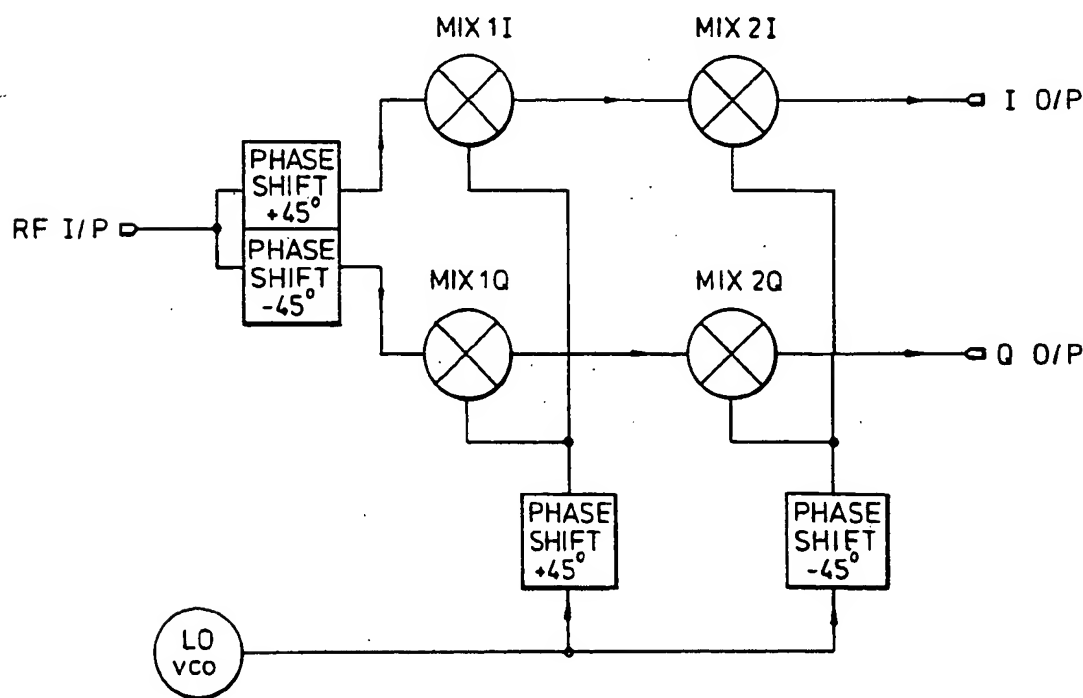 MIX 1I
MIX 2I
I O/P
PHASE
SHIFT
+45°
RF I/P
PHASE
SHIFT
-45°
MIX 1Q
MIX 2Q
Q O/P
PHASE
SHIFT
+45°
PHASE
SHIFT
-45°
LO
VCO